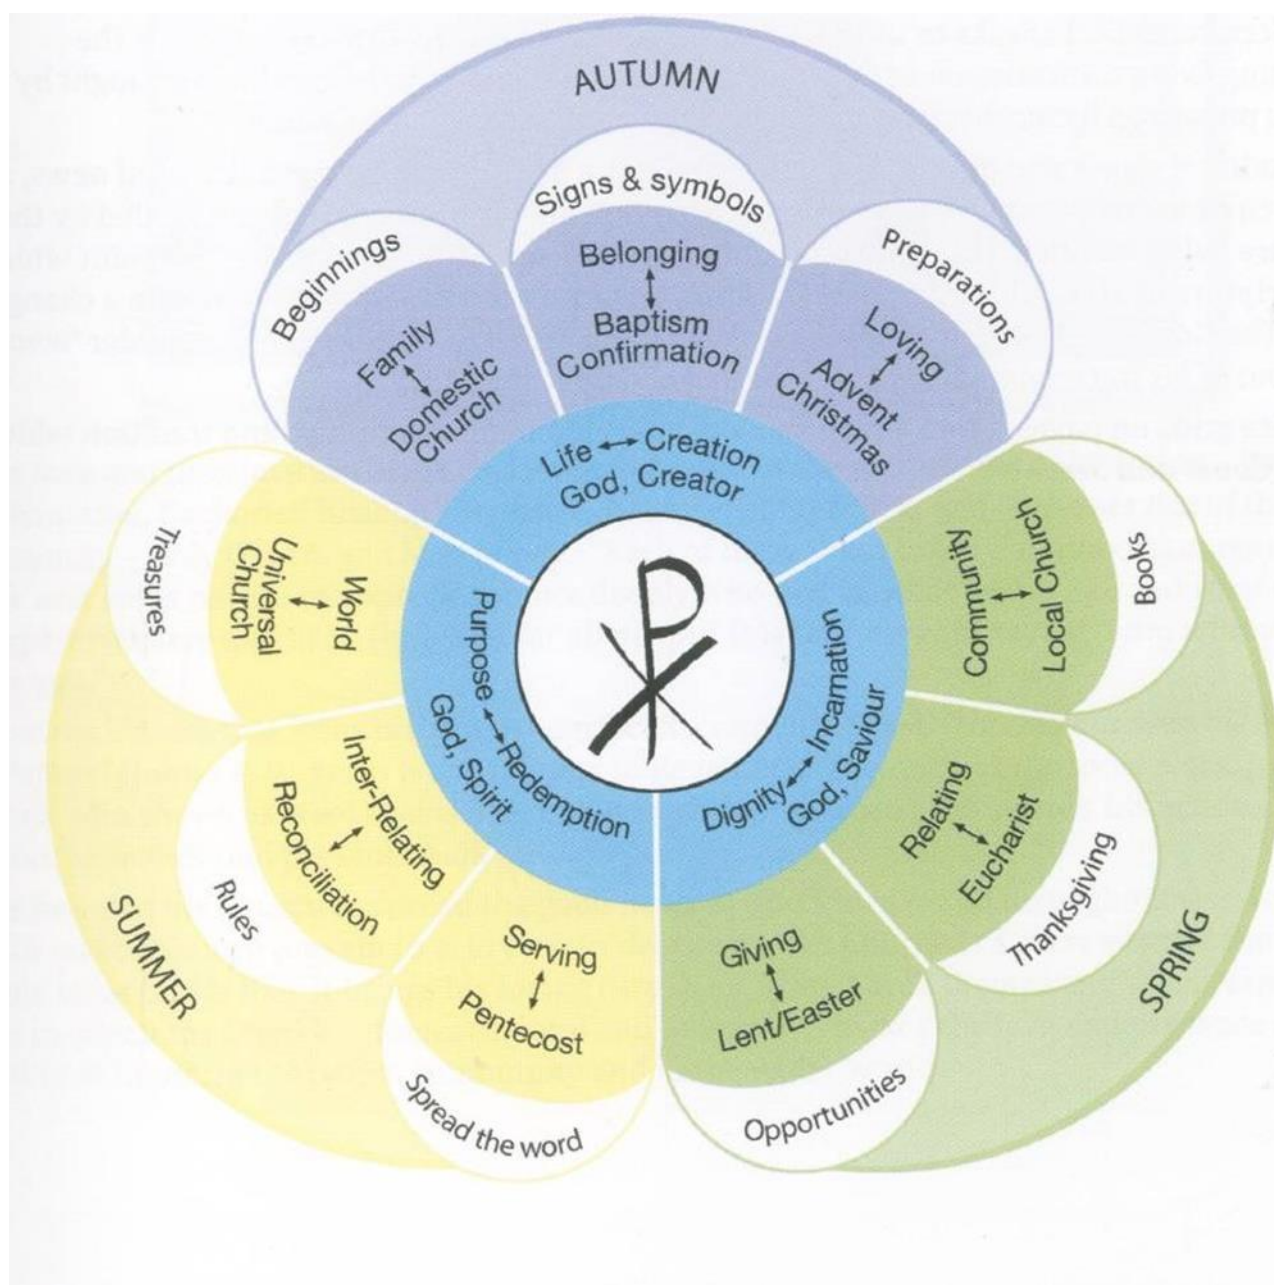 AUTUMN
Beginnings
Family
Domestic
Church
Signs & symbols
Belonging
Baptism
Confirmation
Preparations
Loving
Advent
Christmas
Life Creation
God, Creator
Books
Community
Local Church
Thanksgiving
Relating
Eucharist
Opportunities
Giving
Lent/Easter
SPRING
Dignity Incarnation
God, Saviour
Spread the word
Serving
Pentecost
Rules
Inter-Relating
Reconciliation
Treasures
World
Universal
Church
SUMMER
Purpose Redemption
God, Spirit